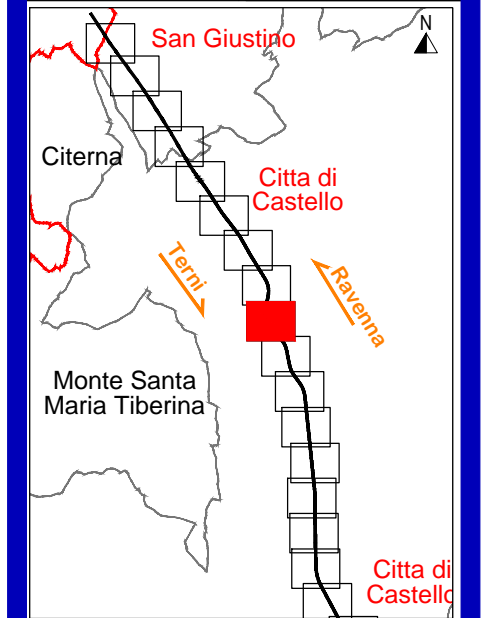 N
San Giustino
Citerna
Citta di
Castello
Terni
Ravenna
Monte Santa
Maria Tiberina
Citta di
Castello